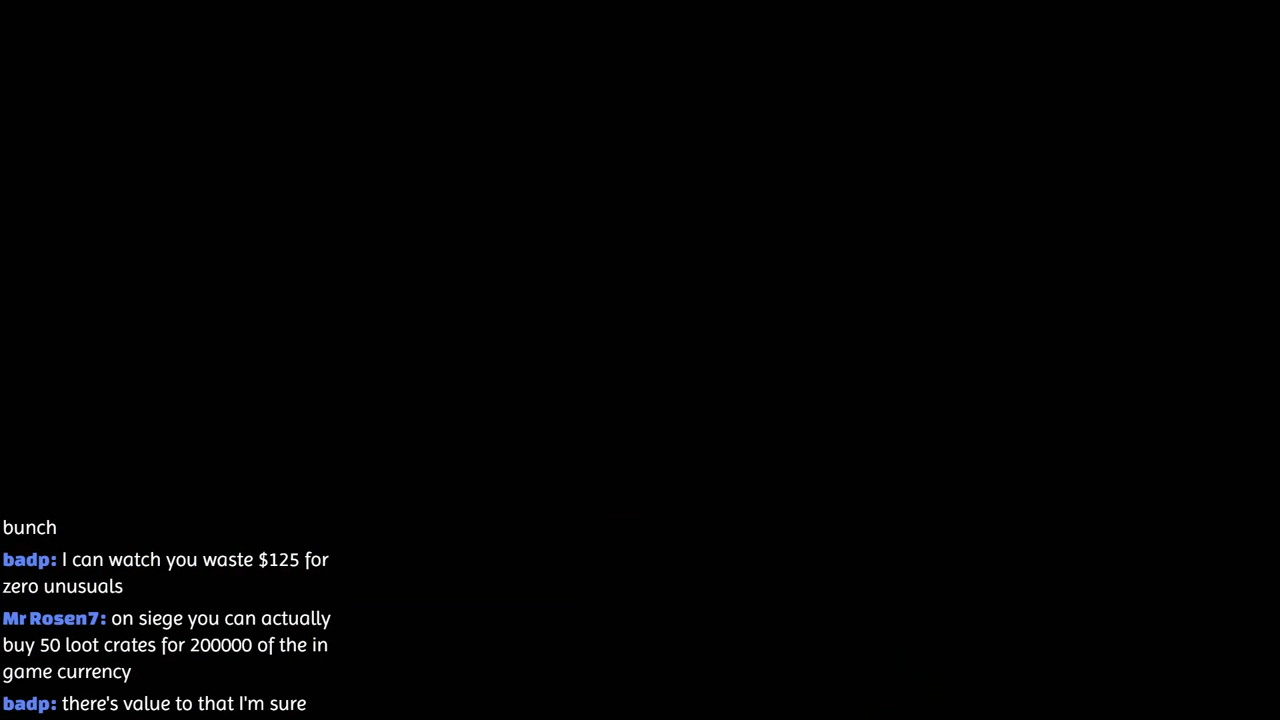 bunch
badp: I can watch you waste $125 for
zero unusuals
Mr Rosen7: on siege you can actually
buy 50 loot crates for 200000 of the in
game currency
badp: there's value to that I'm sure